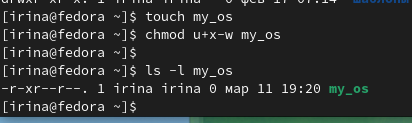 drwxr-xr-x. 1 irina irina 0 фев 17 07:14 шаблоны
[irina@fedora ~]$ touch my_os
[irina@fedora ~]$ chmod u+x-w my_os
[irina@fedora ~]$
[irina@fedora ~]$ ls -l my_os
-r-xr--r--. 1 irina irina 0 мар 11 19:20 my_os
[irina@fedora ~]$